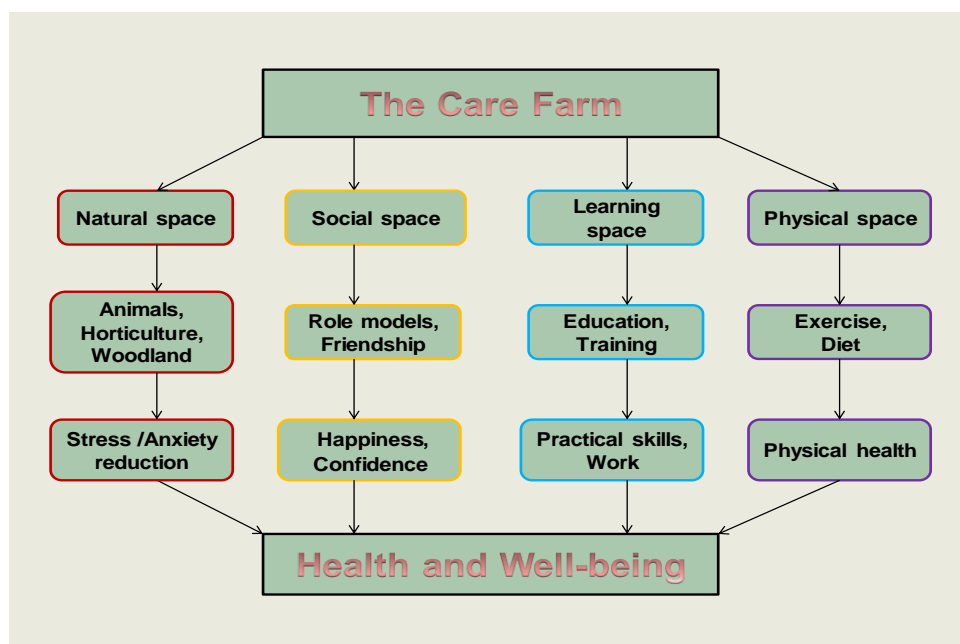 The Care Farm
Natural space
Social space
Learning
space
Physical space
Animals,
Horticulture,
Woodland
Role models,
Friendship
Education,
Training
Exercise,
Diet
Stress /Anxiety
reduction
Happiness,
Confidence
Practical skills,
Work
Physical health
Health and Well-being